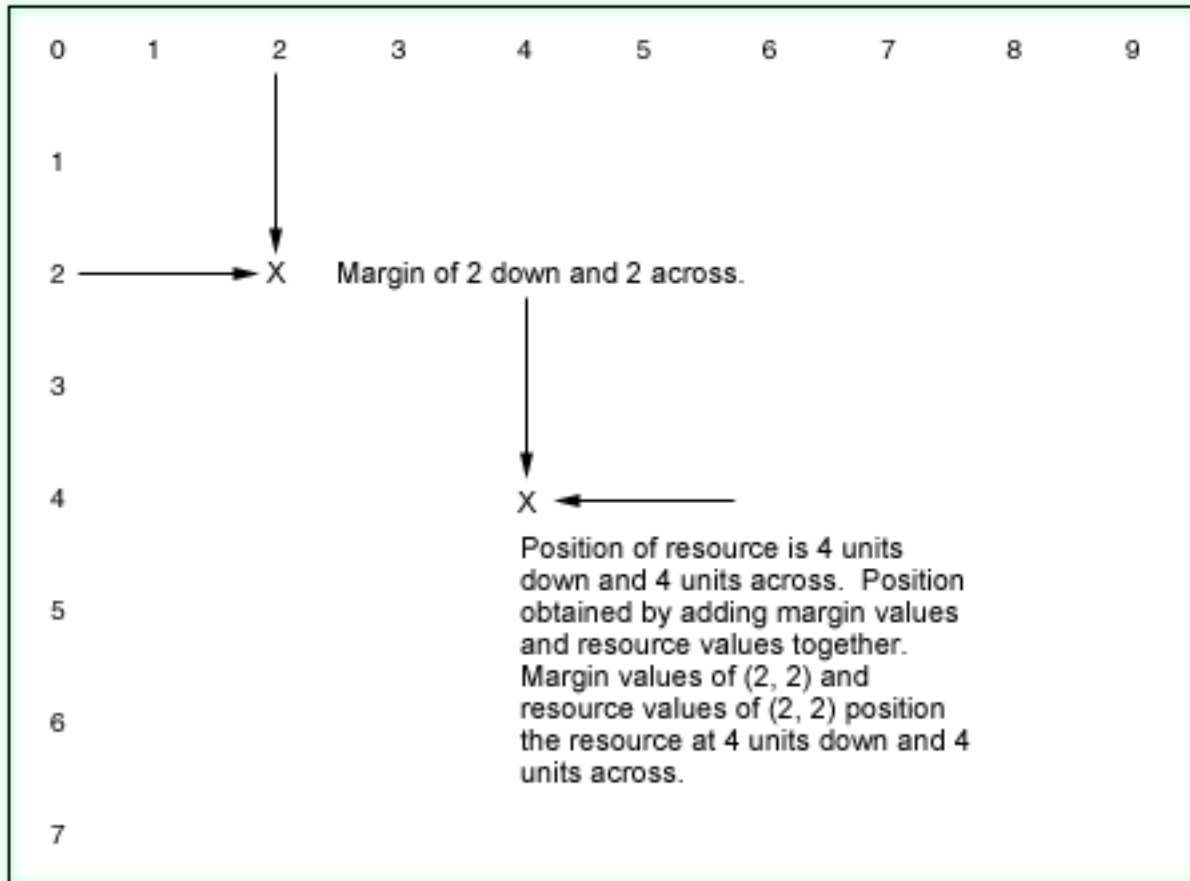 0 1 2 3 4 5 6 7 8 9
1
2 X Margin of 2 down and 2 across.
3
4 X
Position of resource is 4 units
down and 4 units across. Position
5 obtained by adding margin values
and resource values together.
Margin values of (2, 2) and
6 resource values of (2, 2) position
the resource at 4 units down and 4
units across.
7